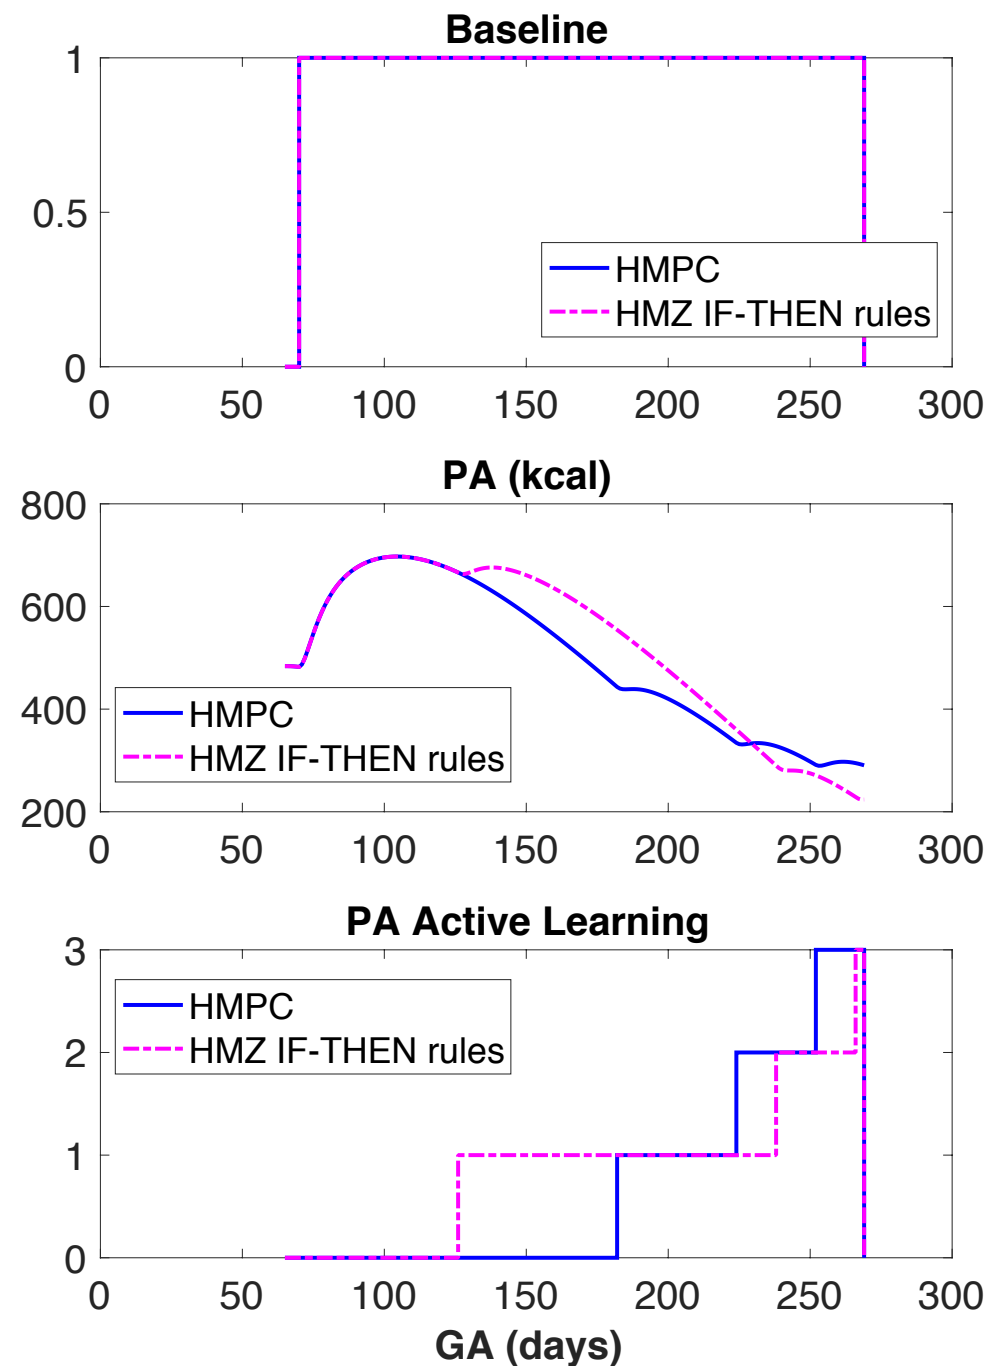 Baseline
1
0.5
0
HMPC
HMZ IF-THEN rules
0 50 100 150 200 250 300
PA (kcal)
800
600
400
200
HMPC
HMZ IF-THEN rules
0 50 100 150 200 250 300
PA Active Learning
3
2
1
0
HMPC
HMZ IF-THEN rules
0 50 100 150 200 250 300
GA (days)